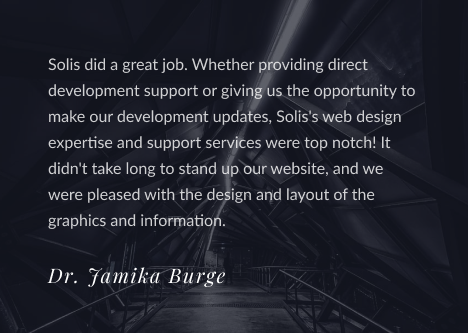 Solis did a great job. Whether providing direct
development support or giving us the opportunity to
make our development updates, Solis's web design
expertise and support services were top notch! It
didn't take long to stand up our website, and we
were pleased with the design and layout of the
graphics and information.
Dr. Jamika Burge